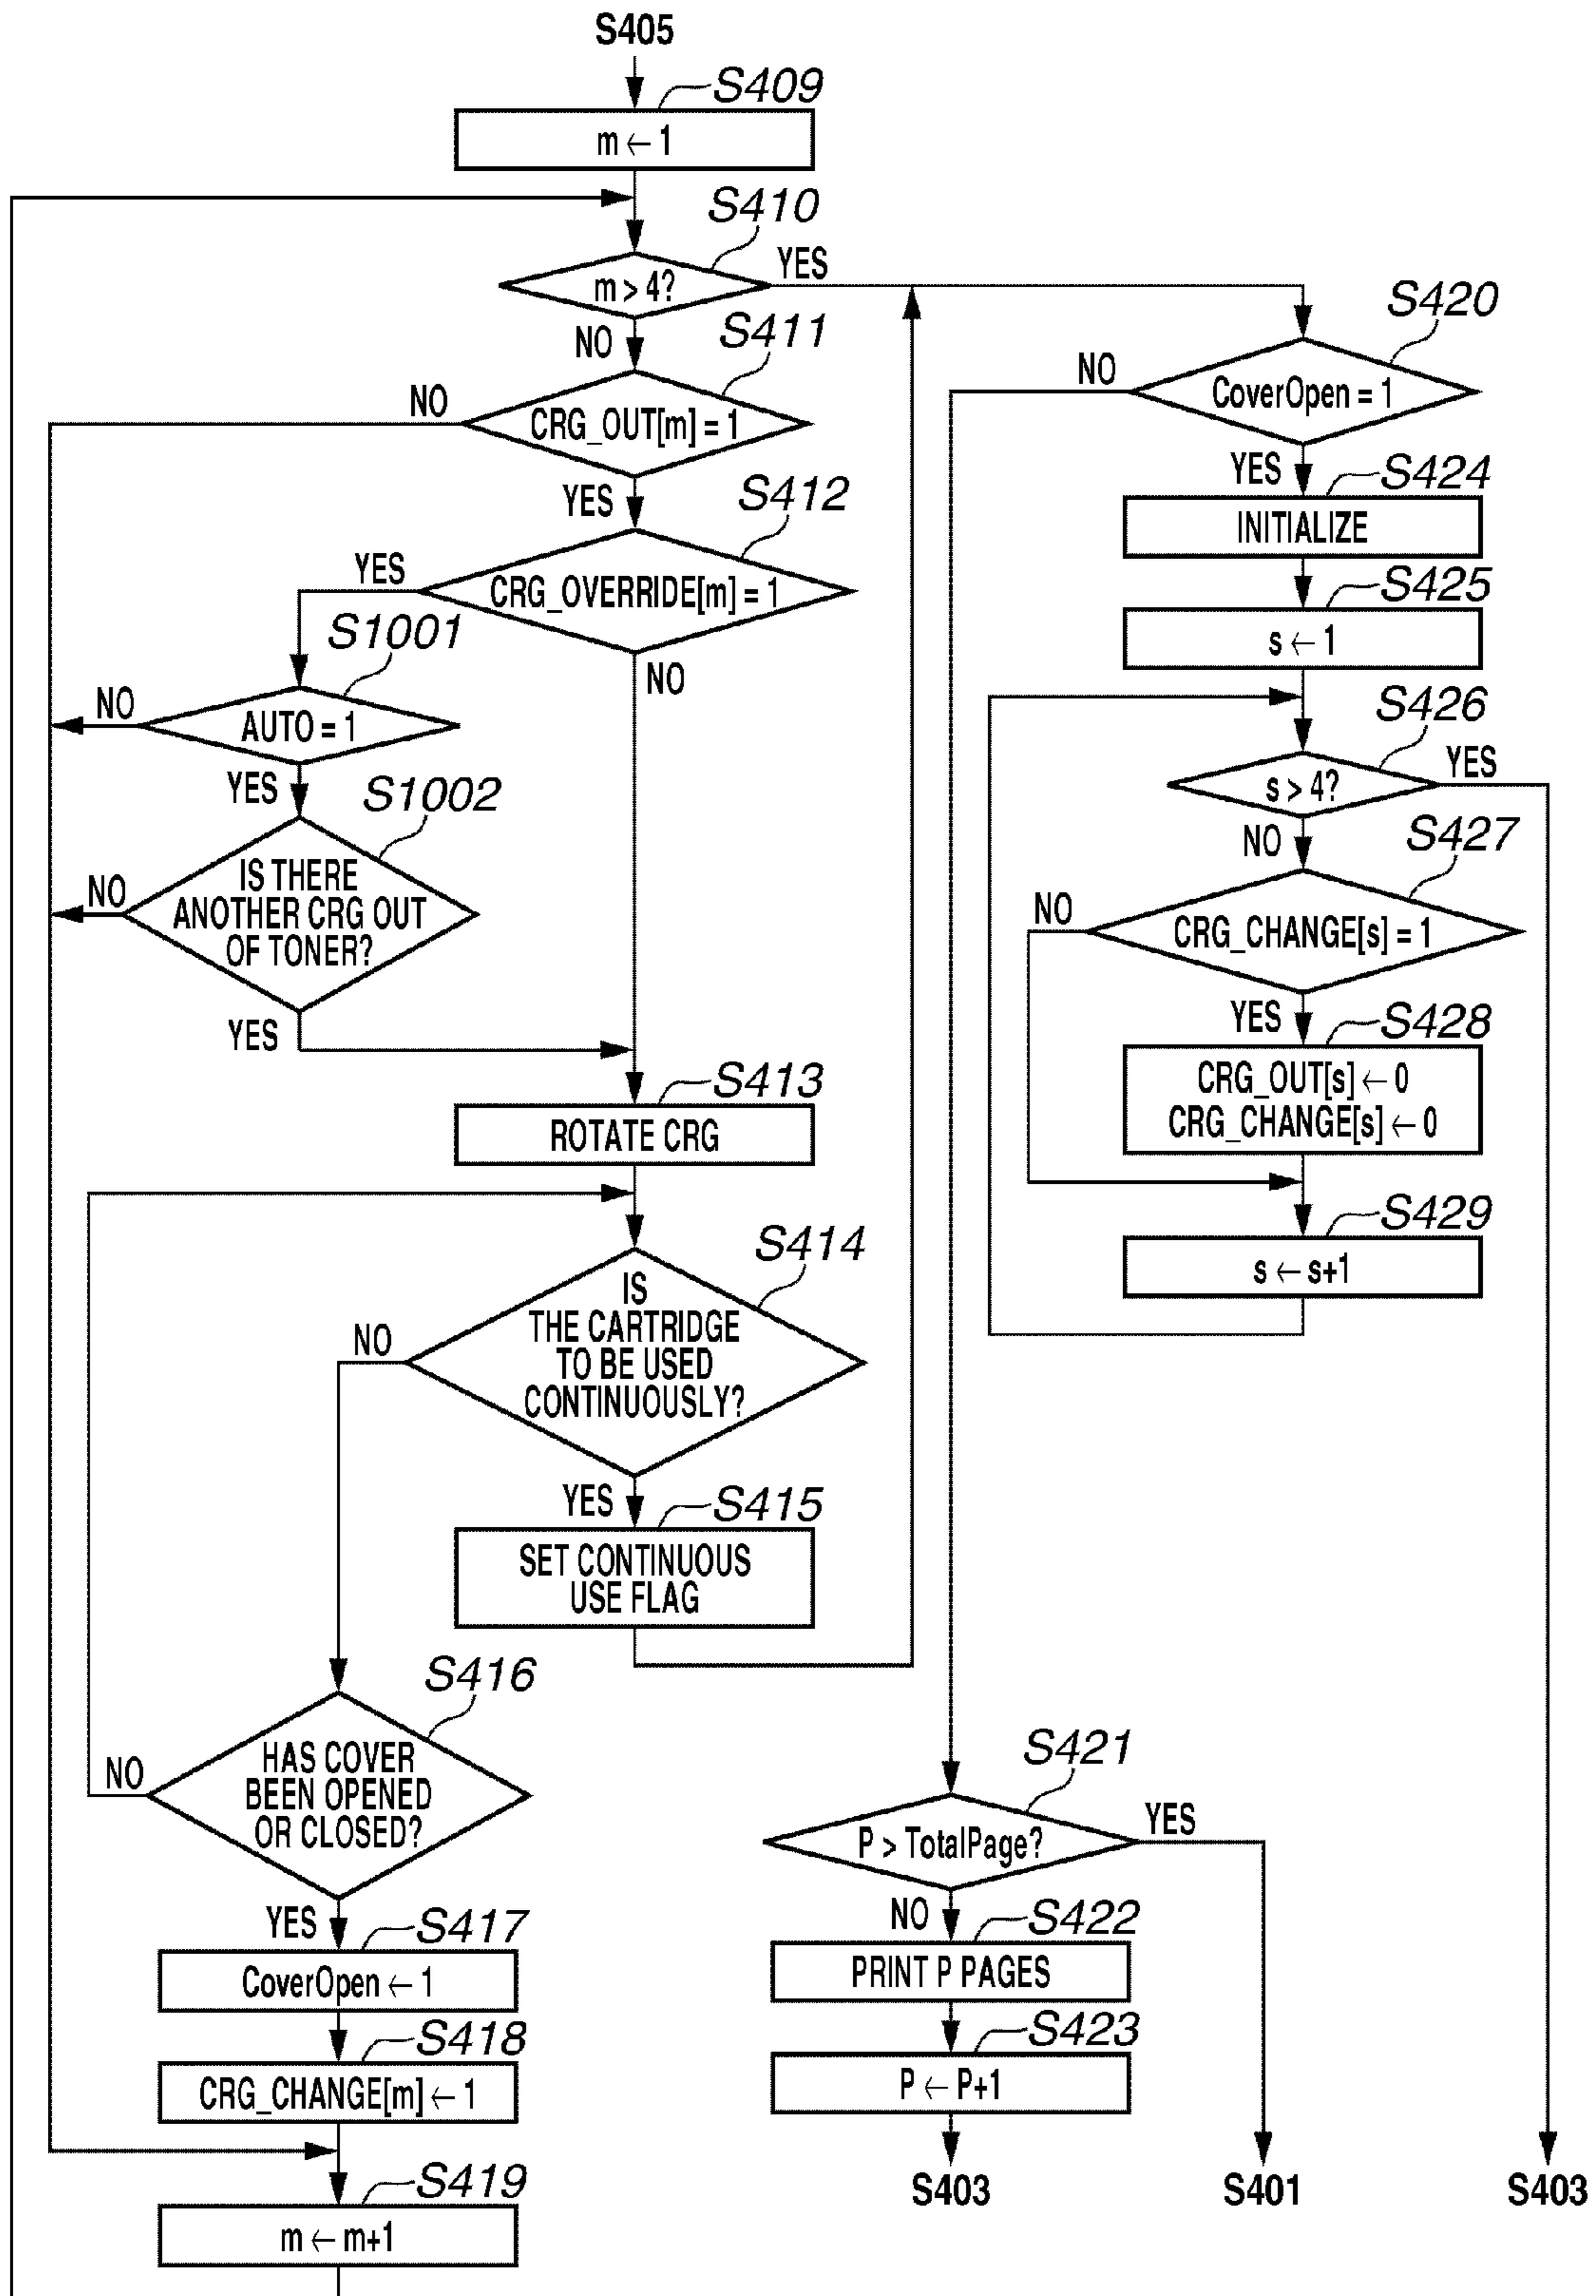 S405
S409
m ← 1
S410
m > 4?
YES
NO
S411
CRG_OUT[m] = 1
NO
YES
S412
CRG_OVERRIDE[m] = 1
YES
NO
S1001
AUTO = 1
NO
YES
S1002
IS THERE
ANOTHER CRG OUT
OF TONER?
NO
YES
S413
ROTATE CRG
S414
IS
THE CARTRIDGE
TO BE USED
CONTINUOUSLY?
NO
YES
S415
SET CONTINUOUS
USE FLAG
S416
HAS COVER
BEEN OPENED
OR CLOSED?
NO
YES
S417
CoverOpen ← 1
S418
CRG_CHANGE[m] ← 1
S419
m ← m+1
S420
CoverOpen = 1
NO
YES
S424
INITIALIZE
S425
s ← 1
S426
s > 4?
YES
NO
S427
CRG_CHANGE[s] = 1
NO
YES
S428
CRG_OUT[s] ← 0
CRG_CHANGE[s] ← 0
S429
s ← s+1
S421
P > TotalPage?
YES
NO
S422
PRINT P PAGES
S423
P ← P+1
S403
S401
S403